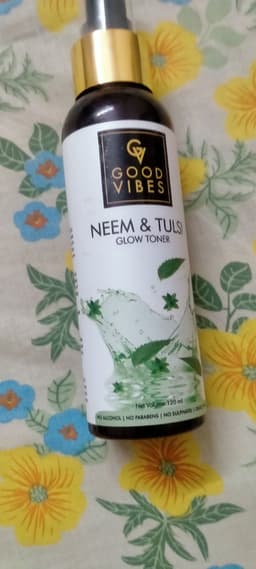 GV
GOOD
VIBES
NEEM & TULSI
GLOW TONER
Net Volume: 120 ml
NO ALCOHOL | NO PARABENS | NO SULPHATES |